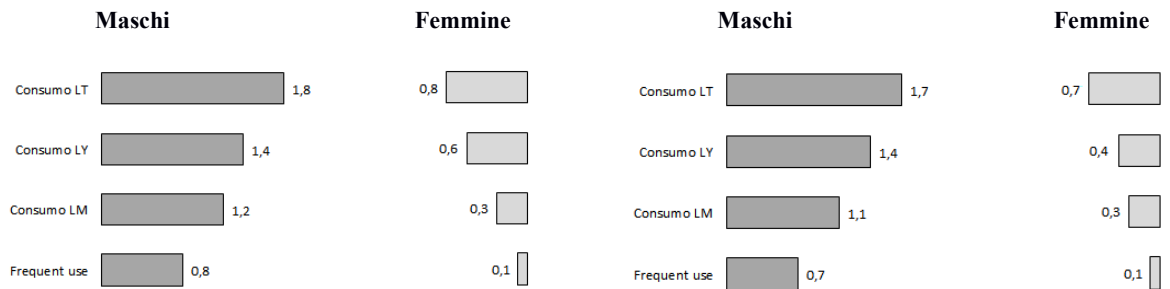 Maschi Femmine Maschi Femmine
Consumo LT 1,8 0,8 Consumo LT 1,7 0,7
Consumo LY 1,4 0,6 Consumo LY 1,4 0,4
Consumo LM 1,2 0,3 Consumo LM 1,1 0,3
Frequent use 0,8 0,1 Frequent use 0,7 0,1